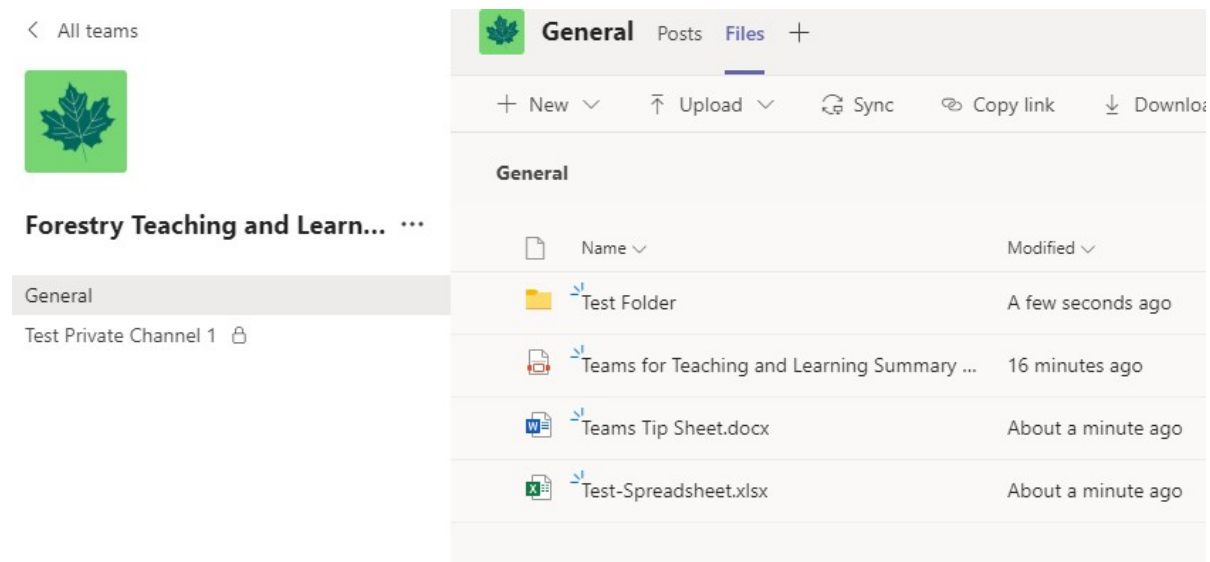 All teams
Forestry Teaching and Learn... ...
General
Test Private Channel 1
General Posts Files +
+ New Upload Sync Copy link Downloa
General
Name Modified
Test Folder A few seconds ago
Teams for Teaching and Learning Summary ... 16 minutes ago
Teams Tip Sheet.docx About a minute ago
Test-Spreadsheet.xlsx About a minute ago